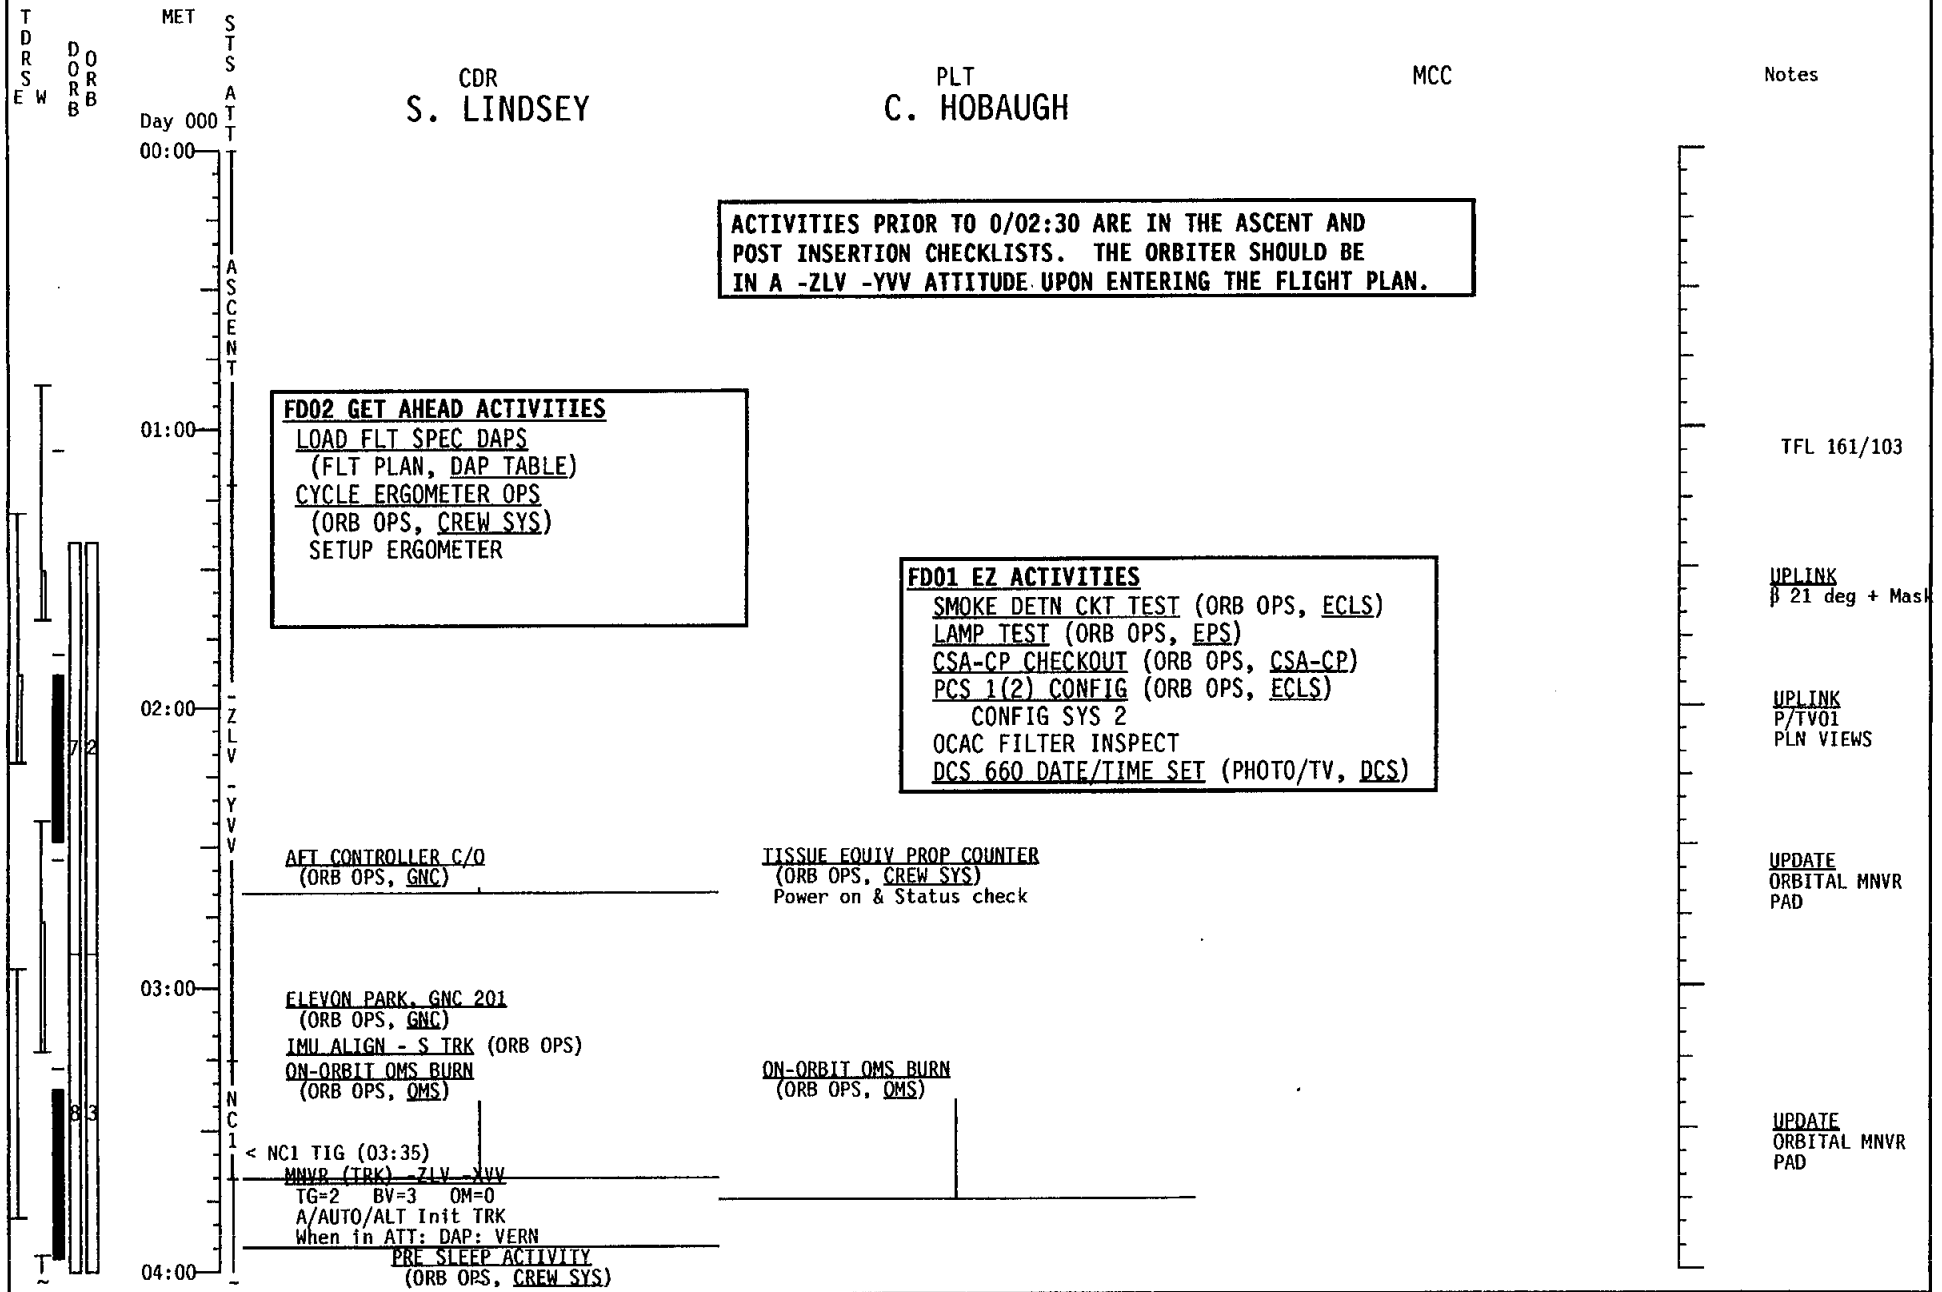 TDRS
E W
DORB
ORB
MET
STS ATT
CDR
S. LINDSEY
PLT
C. HOBAUGH
MCC
Notes
Day 000
00:00
ACTIVITIES PRIOR TO 0/02:30 ARE IN THE ASCENT AND
POST INSERTION CHECKLISTS. THE ORBITER SHOULD BE
IN A -ZLV -YVV ATTITUDE UPON ENTERING THE FLIGHT PLAN.
ASCENT
FD02 GET AHEAD ACTIVITIES
LOAD FLT SPEC DAPS
(FLT PLAN, DAP TABLE)
CYCLE ERGOMETER OPS
(ORB OPS, CREW SYS)
SETUP ERGOMETER
01:00
TFL 161/103
FD01 EZ ACTIVITIES
SMOKE DETN CKT TEST (ORB OPS, ECLS)
LAMP TEST (ORB OPS, EPS)
CSA-CP CHECKOUT (ORB OPS, CSA-CP)
PCS 1(2) CONFIG (ORB OPS, ECLS)
CONFIG SYS 2
OCAC FILTER INSPECT
DCS 660 DATE/TIME SET (PHOTO/TV, DCS)
UPLINK
β 21 deg + Mask
02:00
-ZLV -YVV
7 2
UPLINK
P/TV01
PLN VIEWS
AFT CONTROLLER C/O
(ORB OPS, GNC)
TISSUE EQUIV PROP COUNTER
(ORB OPS, CREW SYS)
Power on & Status check
UPDATE
ORBITAL MNVR
PAD
03:00
ELEVON PARK, GNC 201
(ORB OPS, GNC)
IMU ALIGN - S TRK (ORB OPS)
ON-ORBIT OMS BURN
(ORB OPS, OMS)
ON-ORBIT OMS BURN
(ORB OPS, OMS)
NC1
8 3
< NC1 TIG (03:35)
MNVR (TRK) -ZLV -XVV
TG=2 BV=3 OM=0
A/AUTO/ALT Init TRK
When in ATT: DAP: VERN
PRE SLEEP ACTIVITY
(ORB OPS, CREW SYS)
UPDATE
ORBITAL MNVR
PAD
04:00
~ ~